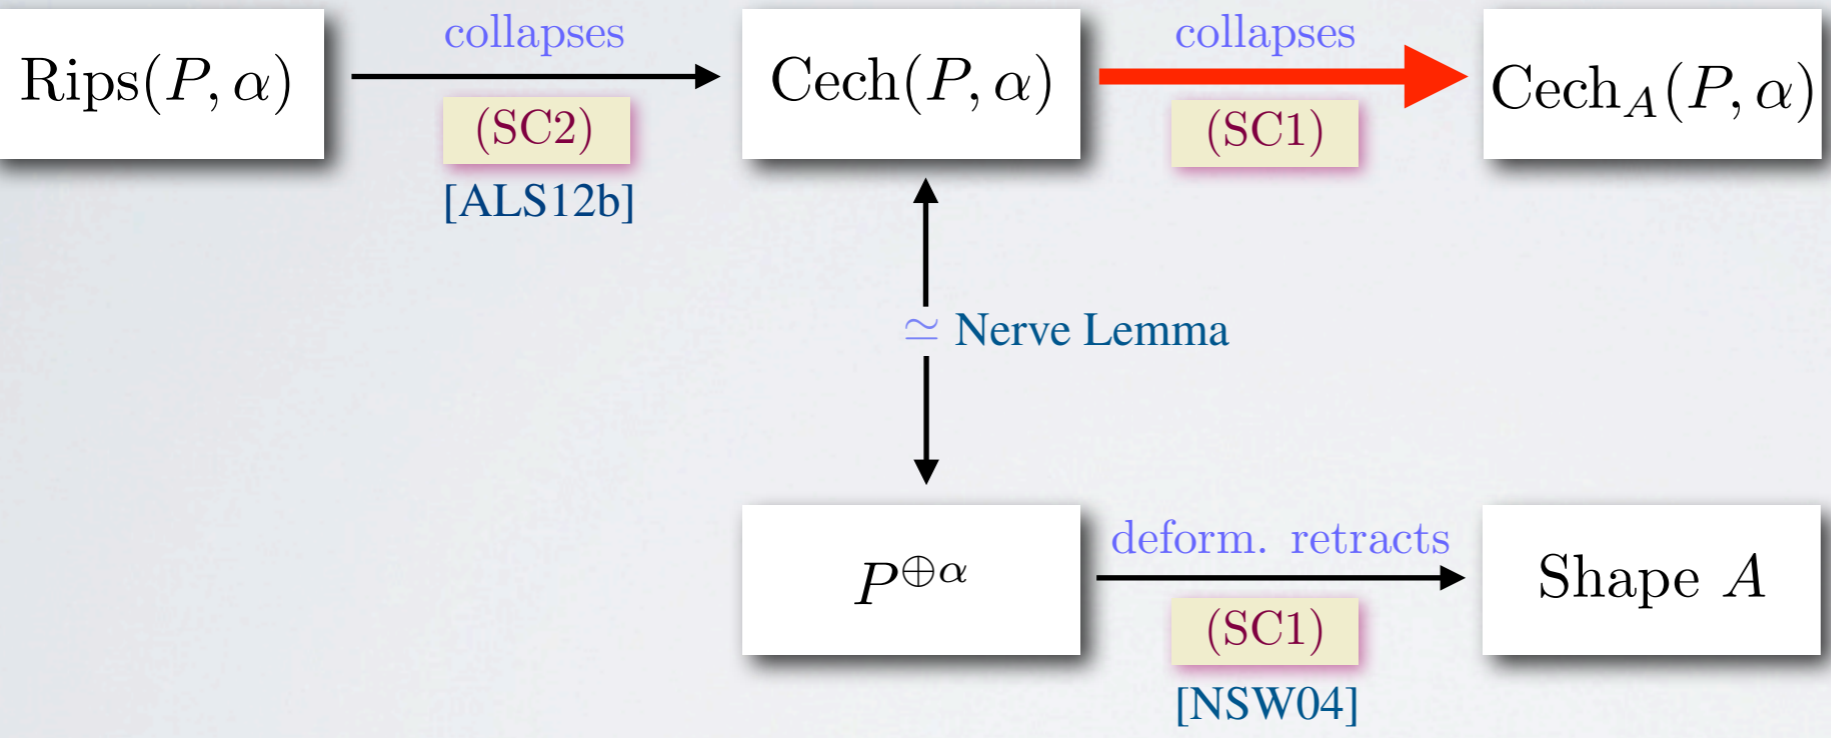 collapses
collapses
Rips(P, α)
Cech(P, α)
Cech_A(P, α)
(SC2)
(SC1)
[ALS12b]
≃ Nerve Lemma
P^{⊕α}
deform. retracts
Shape A
(SC1)
[NSW04]